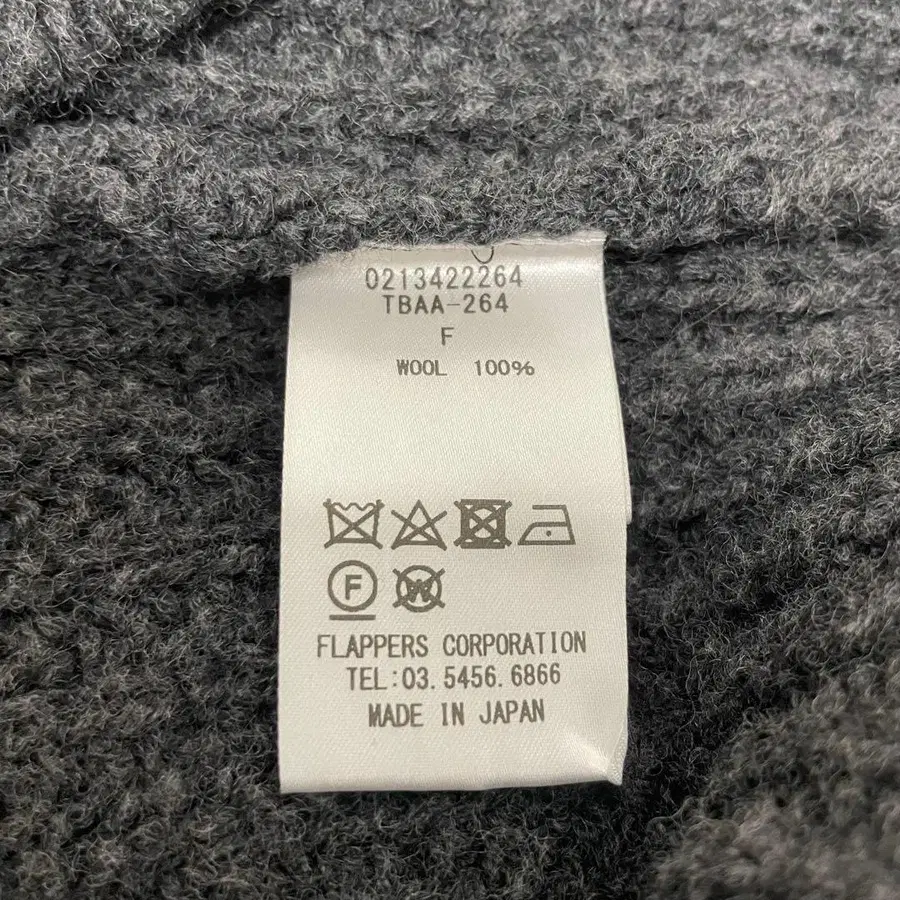 0213422264
TBAA-264
F
WOOL 100%
F W
FLAPPERS CORPORATION
TEL:03.5456.6866
MADE IN JAPAN